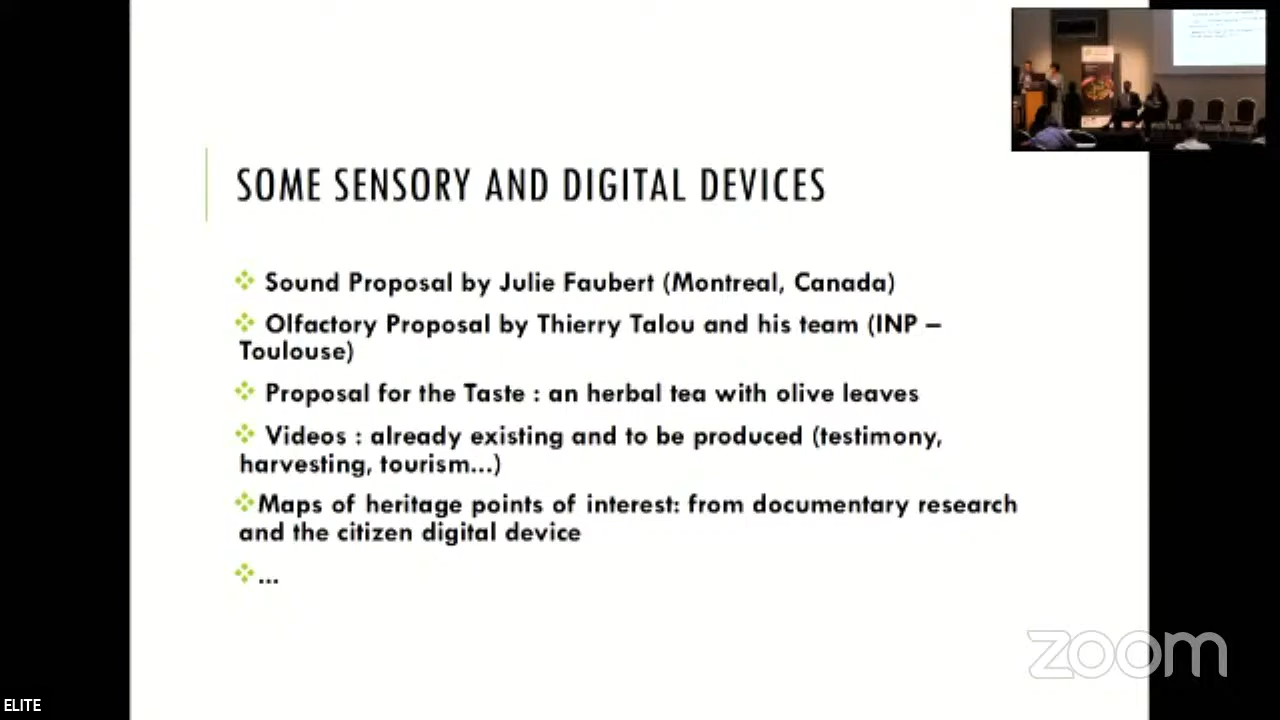 SOME SENSORY AND DIGITAL DEVICES
Sound Proposal by Julie Faubert (Montreal, Canada)
Olfactory Proposal by Thierry Talou and his team (INP –
Toulouse)
Proposal for the Taste : an herbal tea with olive leaves
Videos : already existing and to be produced (testimony,
harvesting, tourism...)
Maps of heritage points of interest: from documentary research
and the citizen digital device
...
zoom
ELITE